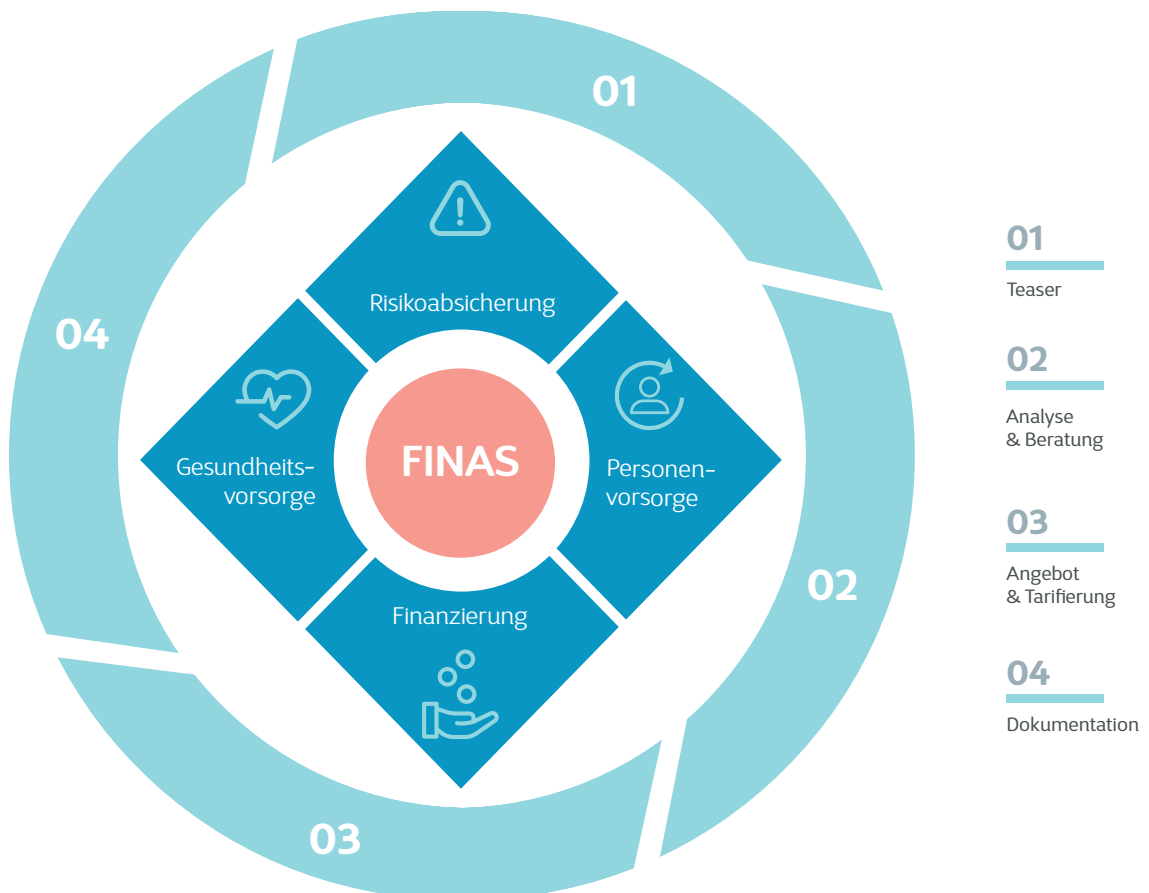 01
04
Risikoabsicherung
Gesundheits-
vorsorge
FINAS
Personen-
vorsorge
02
Finanzierung
03
01
Teaser
02
Analyse
& Beratung
03
Angebot
& Tarifierung
04
Dokumentation